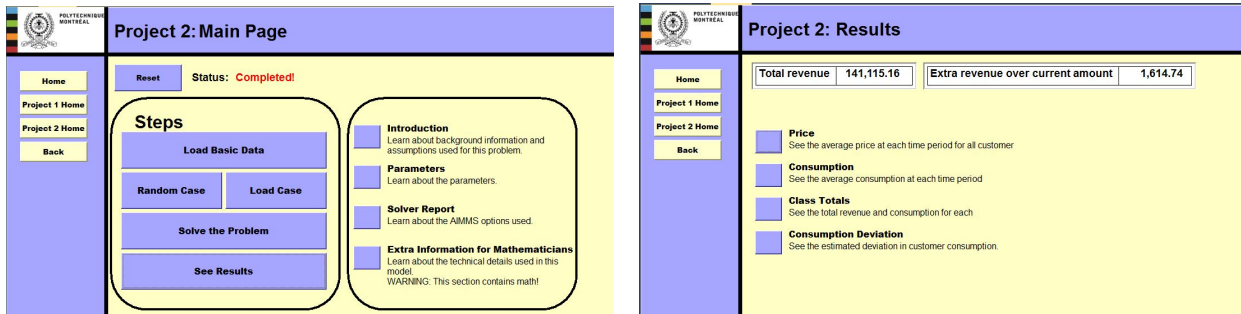 POLYTECHNIQUE
MONTRÉAL
Project 2: Main Page
Home
Project 1 Home
Project 2 Home
Back
Reset
Status: Completed!
Steps
Load Basic Data
Random Case
Load Case
Solve the Problem
See Results
Introduction
Learn about background information and
assumptions used for this problem.
Parameters
Learn about the parameters.
Solver Report
Learn about the AIMMS options used.
Extra Information for Mathematicians
Learn about the technical details used in this
model.
WARNING: This section contains math!
POLYTECHNIQUE
MONTRÉAL
Project 2: Results
Home
Project 1 Home
Project 2 Home
Back
Total revenue 141,115.16
Extra revenue over current amount 1,614.74
Price
See the average price at each time period for all customer
Consumption
See the average consumption at each time period
Class Totals
See the total revenue and consumption for each
Consumption Deviation
See the estimated deviation in customer consumption.